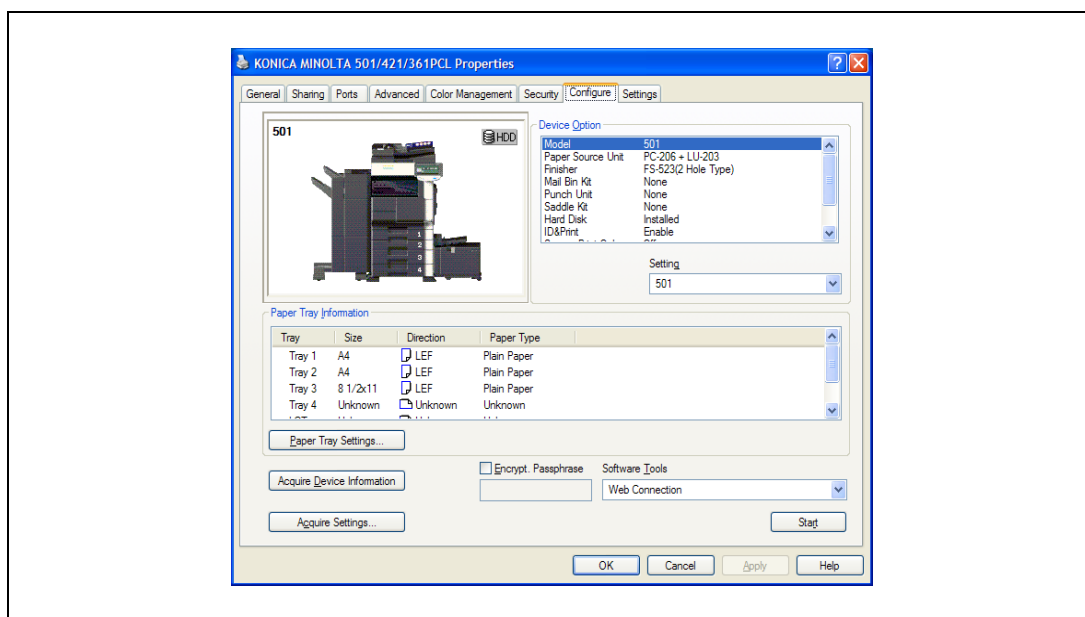 KONICA MINOLTA 501/421/361PCL Properties
General Sharing Ports Advanced Color Management Security Configure Settings
501
HDD
Device Option
Model 501
Paper Source Unit PC-206 + LU-203
Finisher FS-523(2 Hole Type)
Mail Bin Kit None
Punch Unit None
Saddle Kit None
Hard Disk Installed
ID&Print Enable
Setting
501
1
2
3
4
Paper Tray Information
Tray Size Direction Paper Type
Tray 1 A4 LEF Plain Paper
Tray 2 A4 LEF Plain Paper
Tray 3 8 1/2x11 LEF Plain Paper
Tray 4 Unknown Unknown Unknown
Paper Tray Settings...
Acquire Device Information
Encrypt. Passphrase
Software Tools
Web Connection
Acquire Settings...
Start
OK Cancel Apply Help